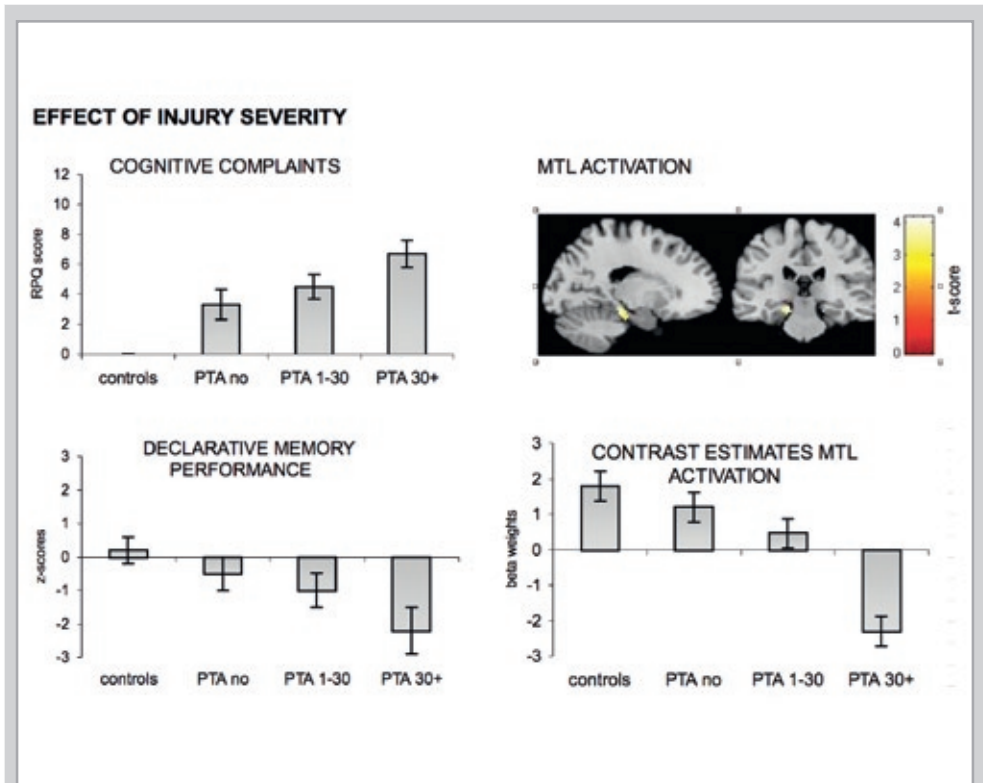 EFFECT OF INJURY SEVERITY
COGNITIVE COMPLAINTS
12
10
8
6
4
2
0
RPQ score
controls PTA no PTA 1-30 PTA 30+
MTL ACTIVATION
4
3
2
1
0
t-score
DECLARATIVE MEMORY
PERFORMANCE
3
2
1
0
-1
-2
-3
z-scores
controls PTA no PTA 1-30 PTA 30+
CONTRAST ESTIMATES MTL
ACTIVATION
3
2
1
0
-1
-2
-3
beta weights
controls PTA no PTA 1-30 PTA 30+